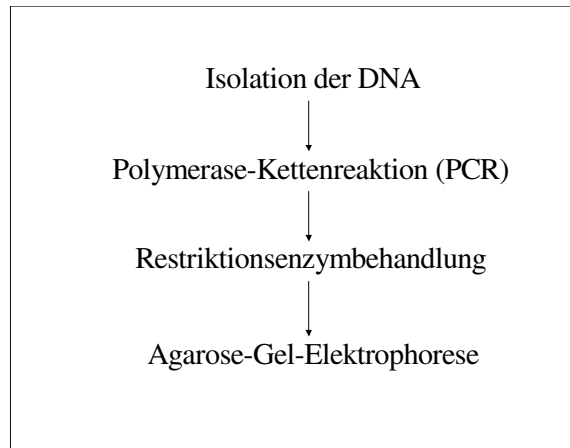 Isolation der DNA
Polymerase-Kettenreaktion (PCR)
Restriktionsenzymbehandlung
Agarose-Gel-Elektrophorese